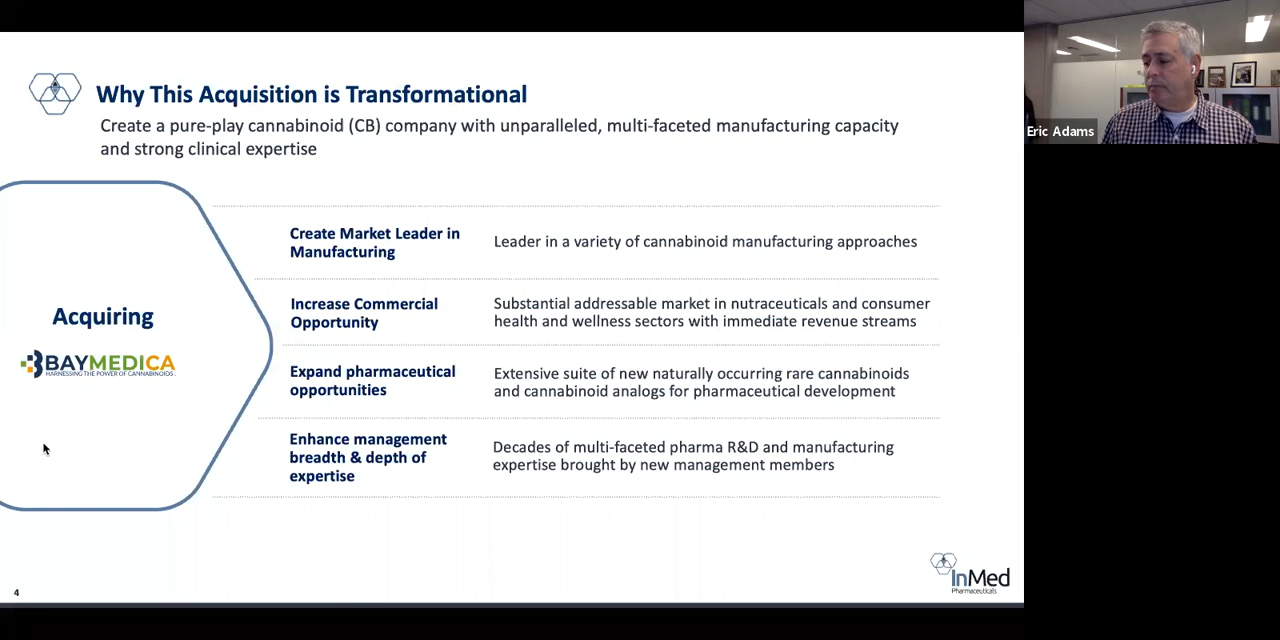 Why This Acquisition is Transformational
Create a pure-play cannabinoid (CB) company with unparalleled, multi-faceted manufacturing capacity
and strong clinical expertise
Acquiring
BAYMEDICA
HARNESSING THE POWER OF CANNABINOIDS.
Create Market Leader in
Manufacturing
Leader in a variety of cannabinoid manufacturing approaches
Increase Commercial
Opportunity
Substantial addressable market in nutraceuticals and consumer
health and wellness sectors with immediate revenue streams
Expand pharmaceutical
opportunities
Extensive suite of new naturally occurring rare cannabinoids
and cannabinoid analogs for pharmaceutical development
Enhance management
breadth & depth of
expertise
Decades of multi-faceted pharma R&D and manufacturing
expertise brought by new management members
4
InMed
Pharmaceuticals
Eric Adams